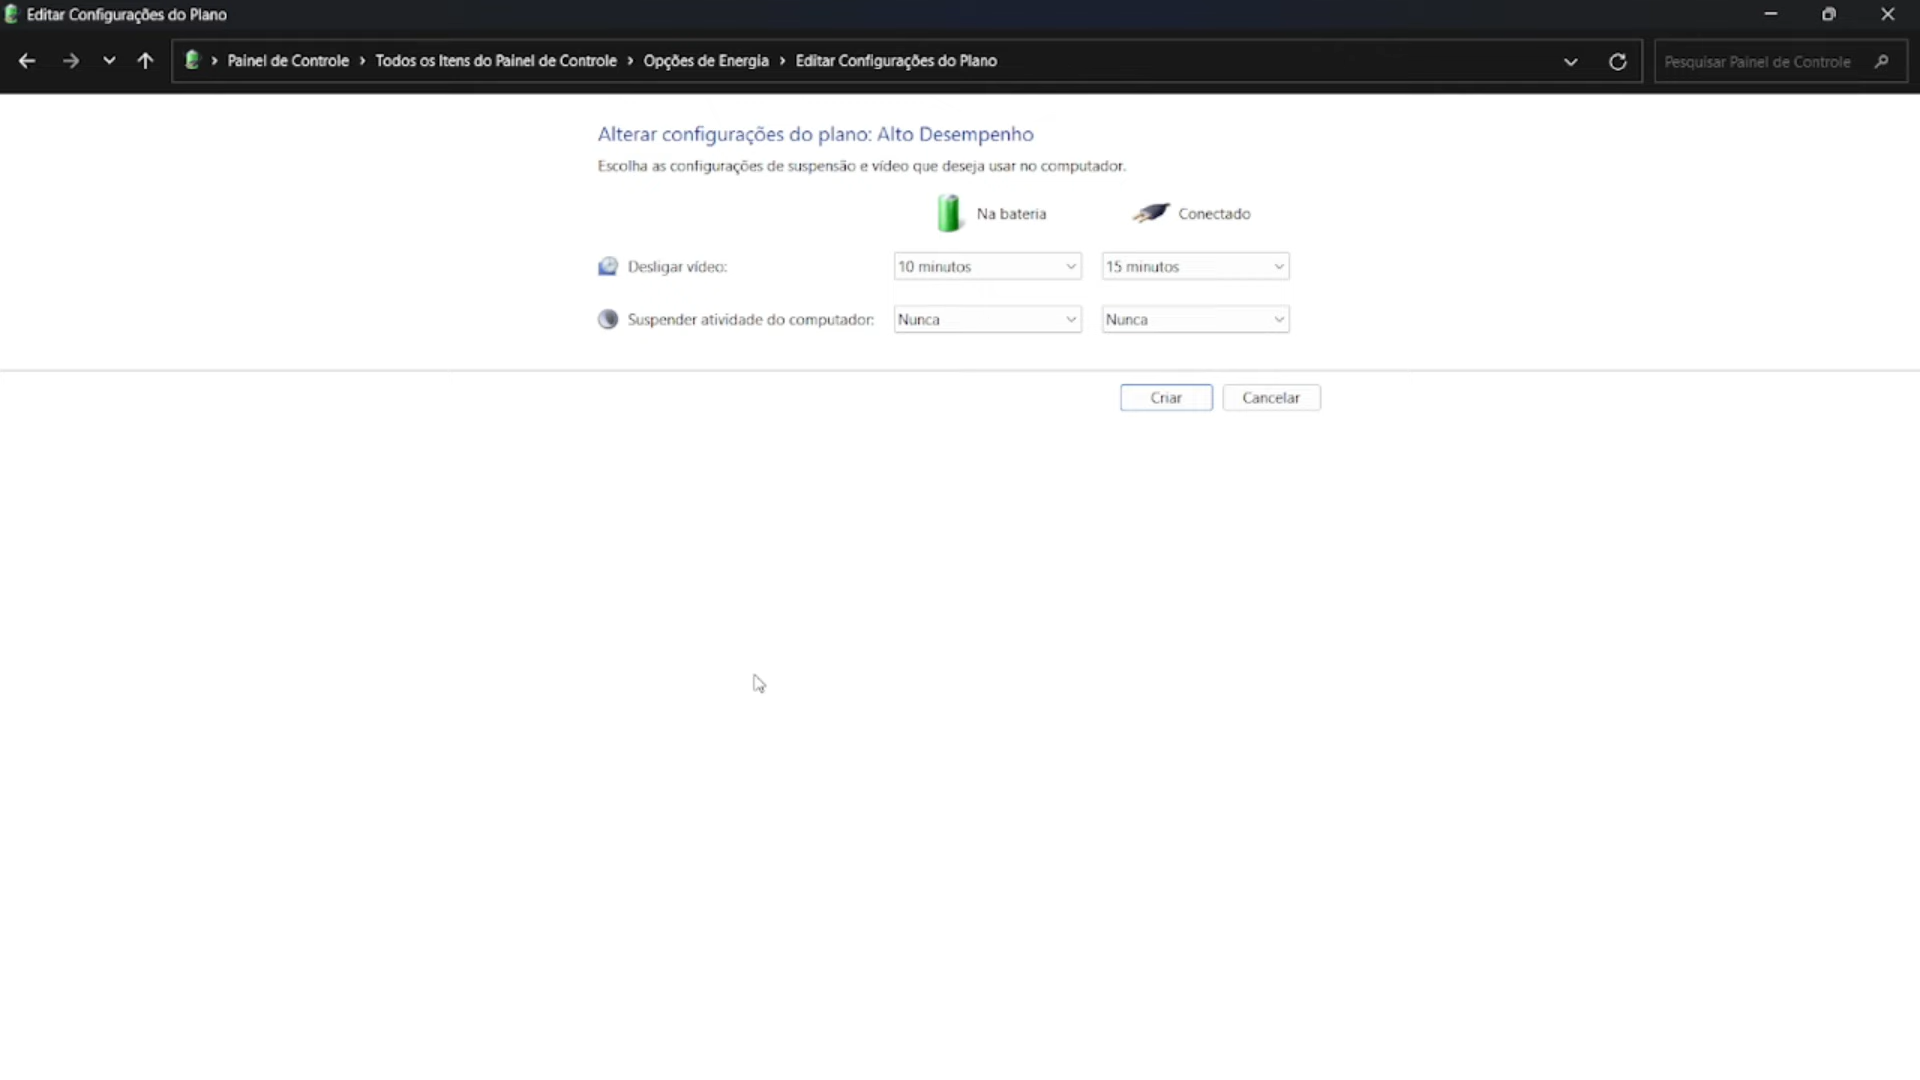 Editar Configurações do Plano
Painel de Controle > Todos os Itens do Painel de Controle > Opções de Energia > Editar Configurações do Plano
Pesquisar Painel de Controle
Alterar configurações do plano: Alto Desempenho
Escolha as configurações de suspensão e vídeo que deseja usar no computador.
Na bateria Conectado
Desligar vídeo: 10 minutos 15 minutos
Suspender atividade do computador: Nunca Nunca
Criar Cancelar